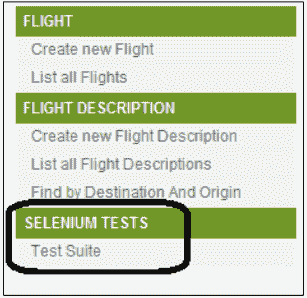 FLIGHT
Create new Flight
List all Flights
FLIGHT DESCRIPTION
Create new Flight Description
List all Flight Descriptions
Find by Destination And Origin
SELENIUM TESTS
Test Suite